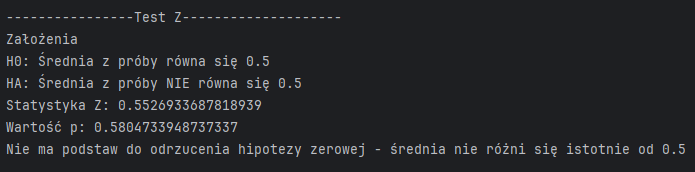 ----------------Test Z--------------------
Założenia
H0: Średnia z próby równa się 0.5
HA: Średnia z próby NIE równa się 0.5
Statystyka Z: 0.5526933687818939
Wartość p: 0.5804733948737337
Nie ma podstaw do odrzucenia hipotezy zerowej - średnia nie różni się istotnie od 0.5